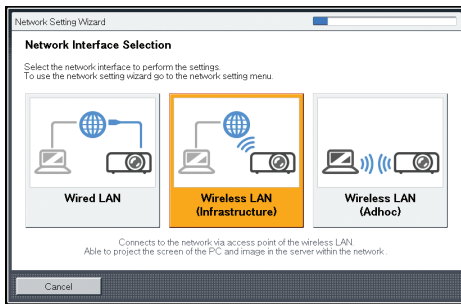 Network Setting Wizard
Network Interface Selection
Select the network interface to perform the settings.
To use the network setting wizard go to the network setting menu.
Wired LAN
Wireless LAN
(Infrastructure)
Wireless LAN
(Adhoc)
Connects to the network via access point of the wireless LAN.
Able to project the screen of the PC and image in the server within the network .
Cancel